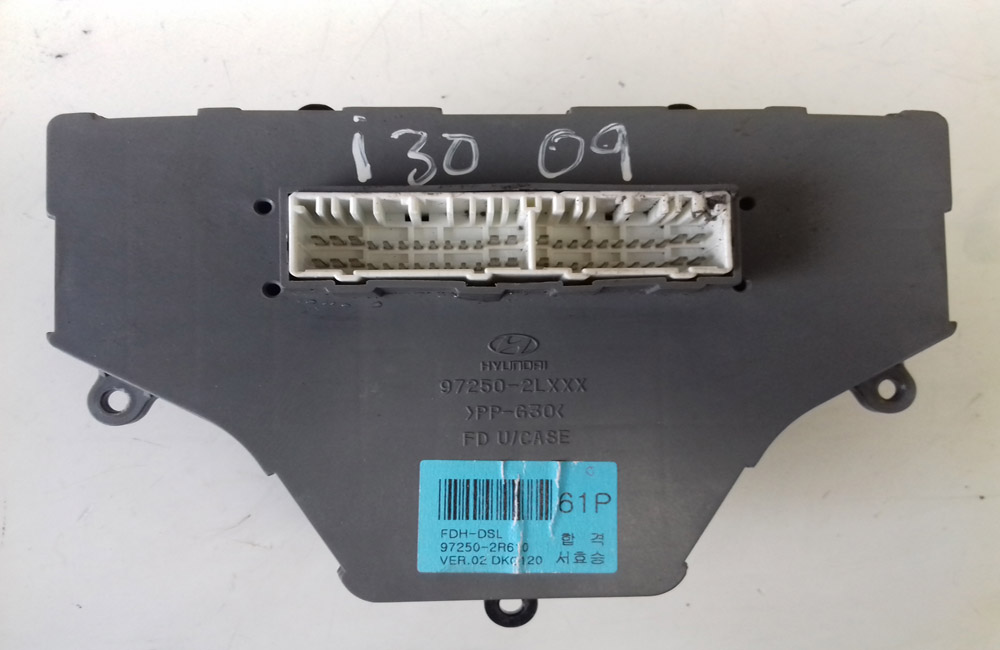 i30 09
HYUNDAI
97250-2LXXX
>PP-G30<
FD U/CASE
61P
FDH-DSL
97250-2R610
합 격
VER.02 DK0120
서효승